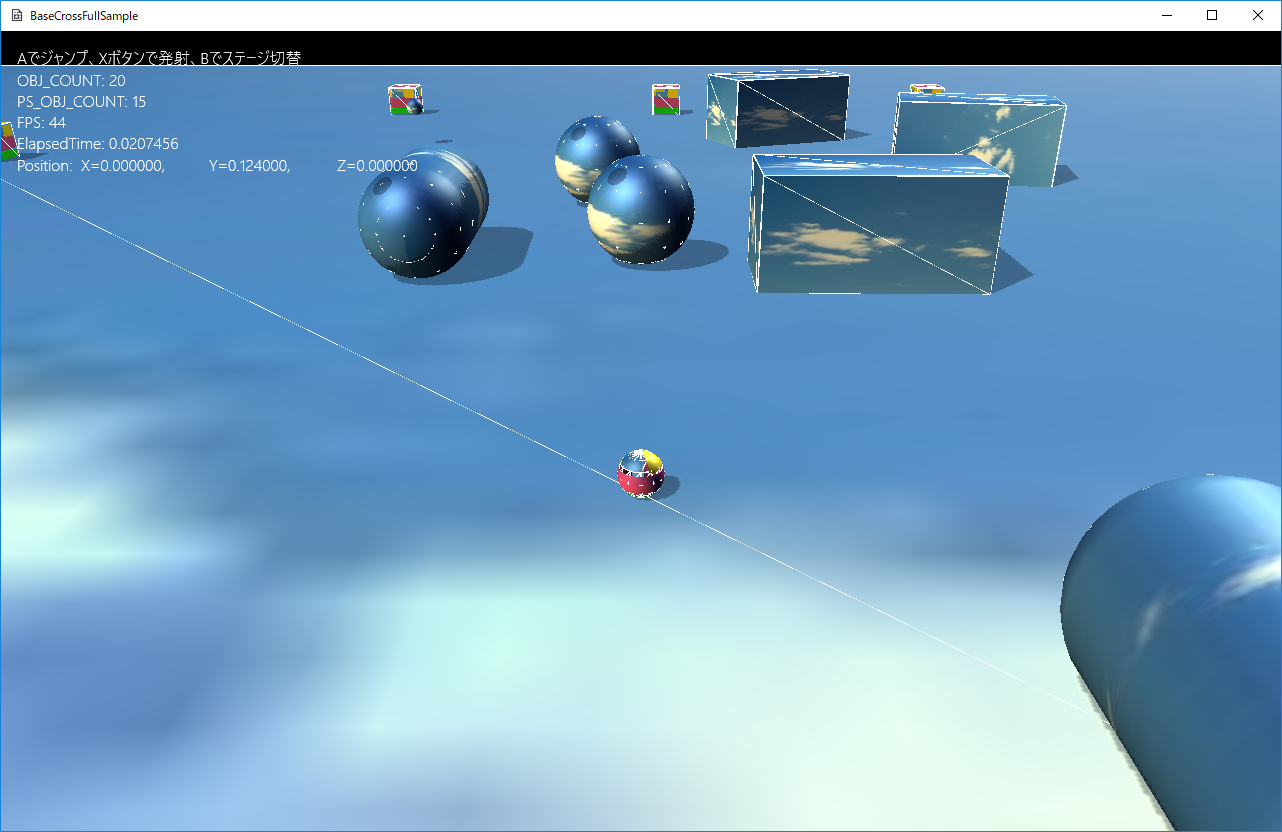 BaseCrossFullSample
Aでジャンプ、Xボタンで発射、Bでステージ切替
OBJ_COUNT: 20
PS_OBJ_COUNT: 15
FPS: 44
ElapsedTime: 0.0207456
Position: X=0.000000, Y=0.124000, Z=0.000000